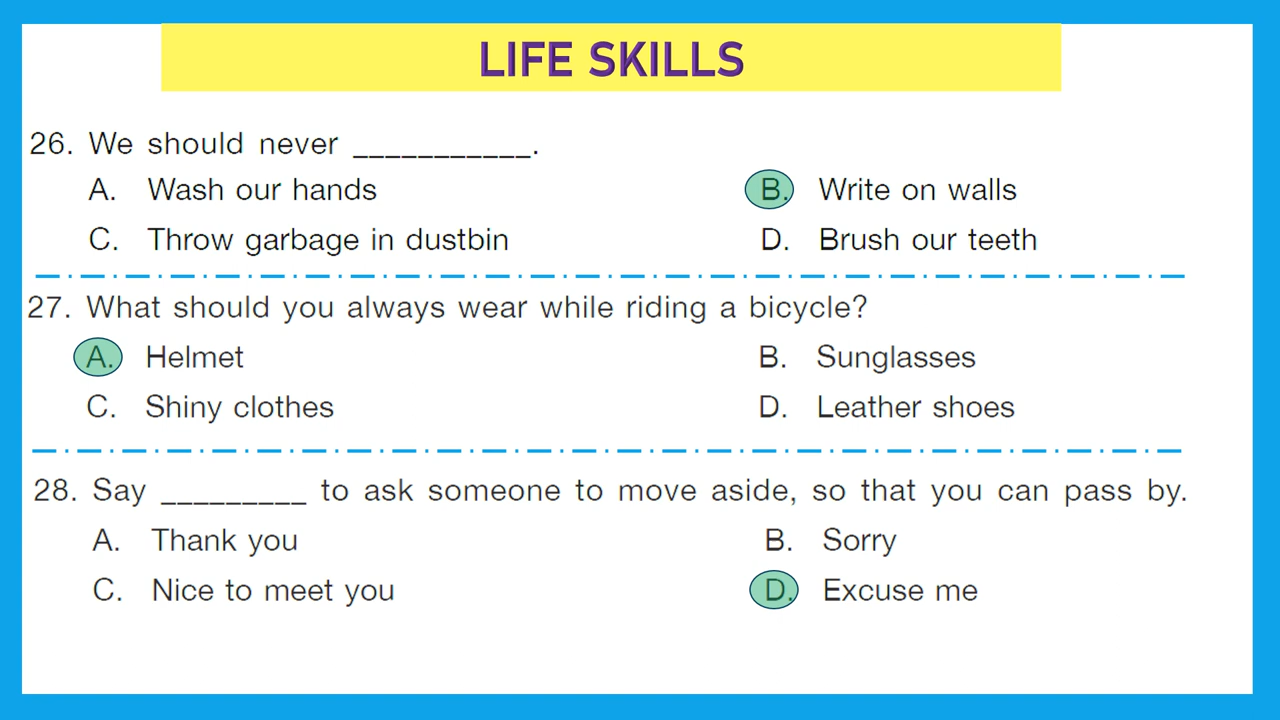 LIFE SKILLS
26. We should never ___________.
A. Wash our hands B. Write on walls
C. Throw garbage in dustbin D. Brush our teeth
27. What should you always wear while riding a bicycle?
A. Helmet B. Sunglasses
C. Shiny clothes D. Leather shoes
28. Say _________ to ask someone to move aside, so that you can pass by.
A. Thank you B. Sorry
C. Nice to meet you D. Excuse me